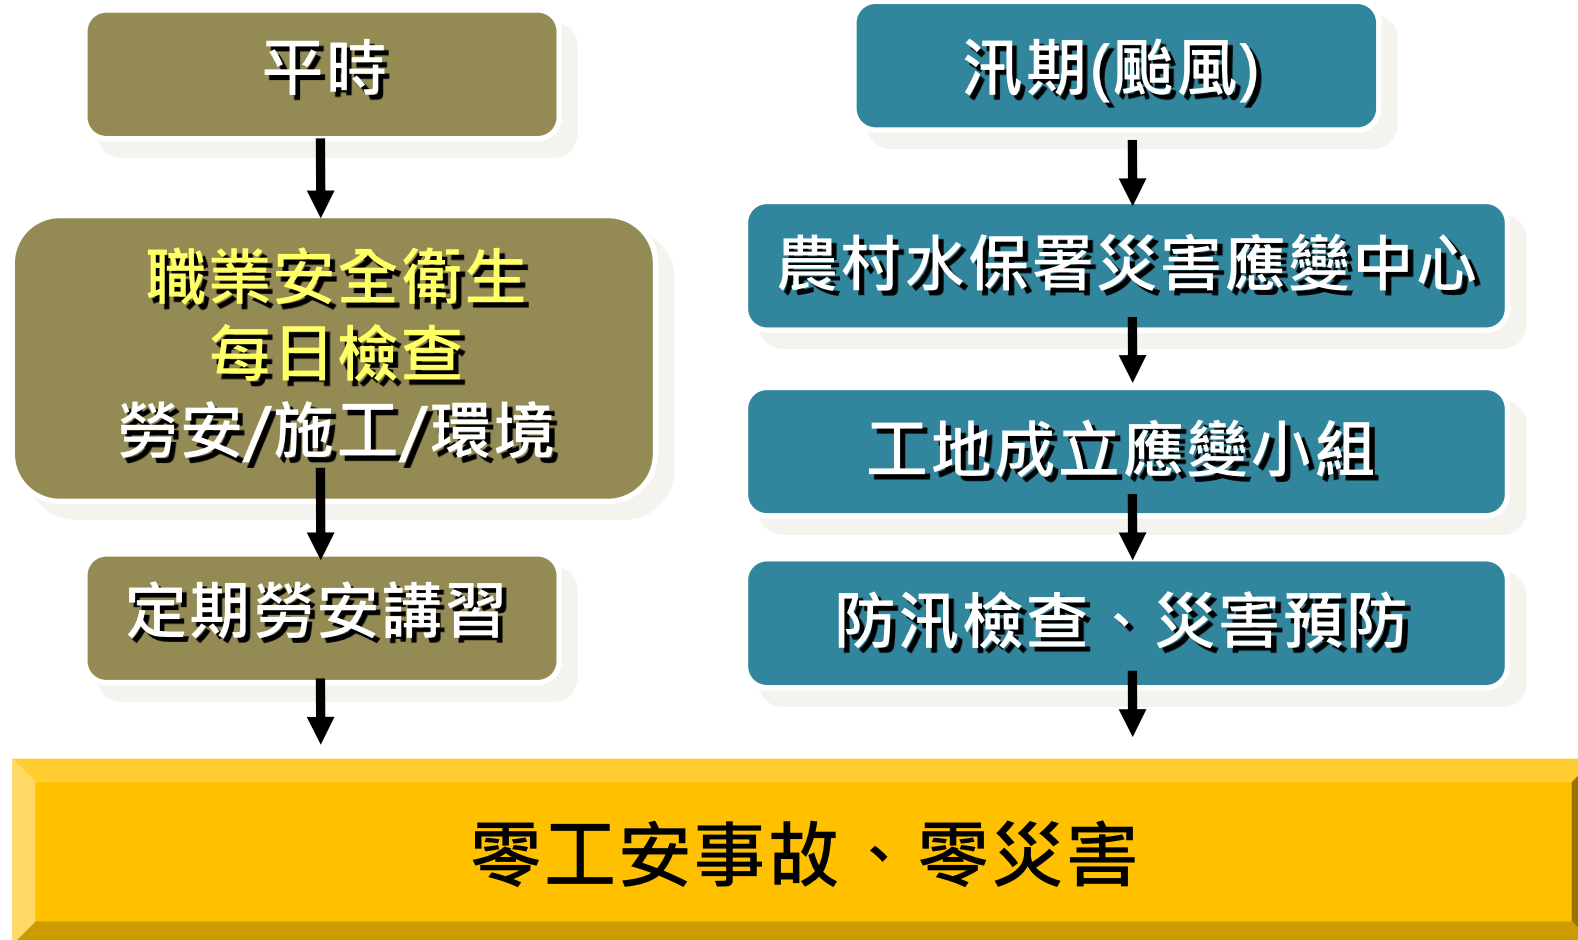 平時
職業安全衛生
每日檢查
勞安/施工/環境
定期勞安講習
汛期(颱風)
農村水保署災害應變中心
工地成立應變小組
防汛檢查、災害預防
零工安事故、零災害